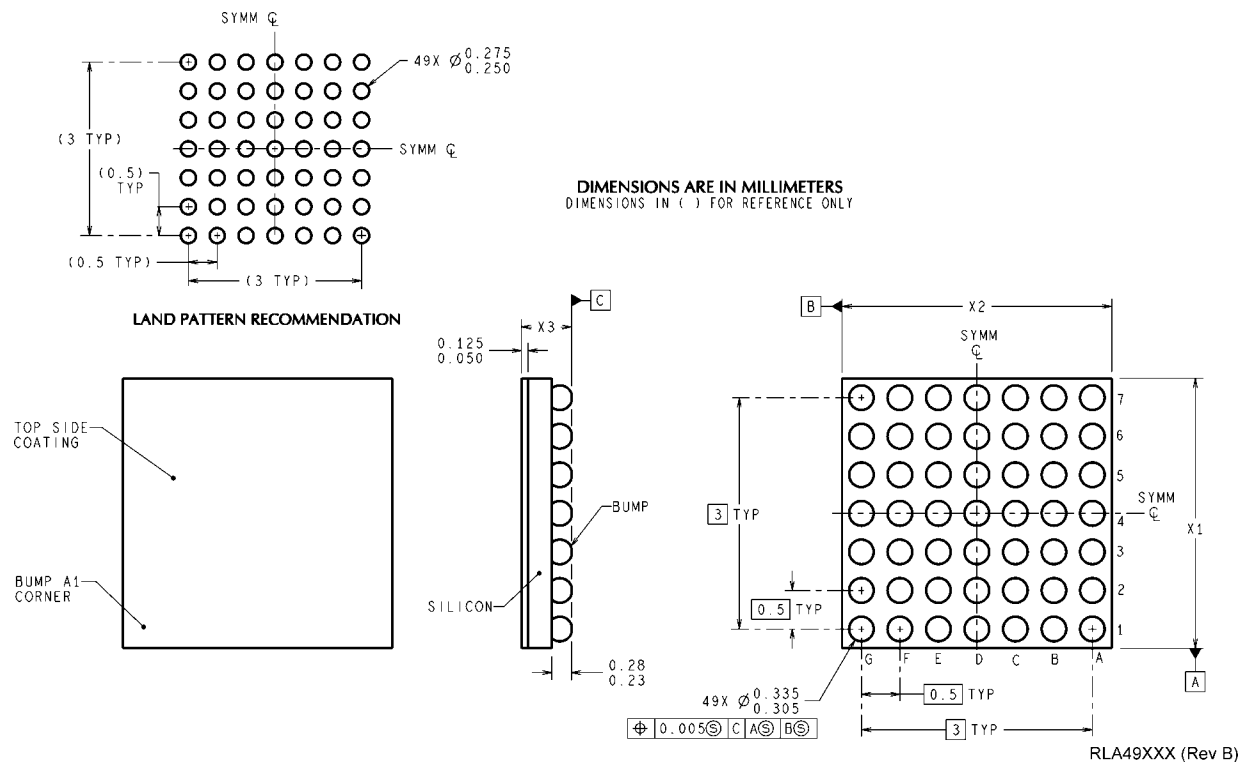 SYMM ℄
49X Ø 0.275
0.250
(3 TYP)
SYMM ℄
(0.5)
TYP
(0.5 TYP)
(3 TYP)
DIMENSIONS ARE IN MILLIMETERS
DIMENSIONS IN ( ) FOR REFERENCE ONLY
LAND PATTERN RECOMMENDATION
TOP SIDE
COATING
BUMP A1
CORNER
C
X3
0.125
0.050
BUMP
SILICON
0.28
0.23
B
X2
SYMM
℄
7
6
5
4
3
2
1
SYMM
℄
X1
3 TYP
0.5 TYP
G F E D C B A
A
49X Ø 0.335
0.305
0.5 TYP
⌖ 0.005Ⓢ C AⓈ BⓈ
3 TYP
RLA49XXX (Rev B)